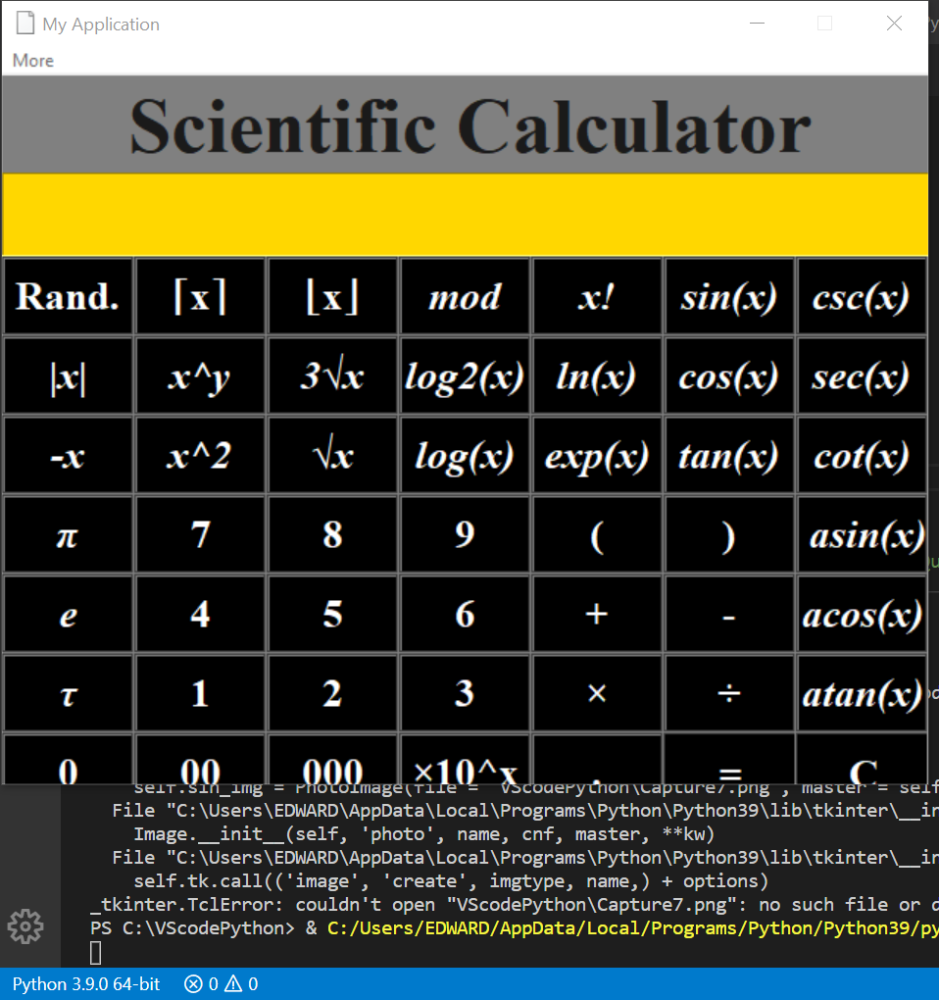 My Application
More
Scientific Calculator
Rand. ⌈x⌉ ⌊x⌋ mod x! sin(x) csc(x)
|x| x^y 3√x log2(x) ln(x) cos(x) sec(x)
-x x^2 √x log(x) exp(x) tan(x) cot(x)
π 7 8 9 ( ) asin(x)
e 4 5 6 + - acos(x)
τ 1 2 3 × ÷ atan(x)
0 00 000 ×10^x . = C
self.sin_img = PhotoImage(file = "VScodePython\Capture7.png", master = self
File "C:\Users\EDWARD\AppData\Local\Programs\Python\Python39\lib\tkinter\__in
Image.__init__(self, 'photo', name, cnf, master, **kw)
File "C:\Users\EDWARD\AppData\Local\Programs\Python\Python39\lib\tkinter\__in
self.tk.call(('image', 'create', imgtype, name,) + options)
_tkinter.TclError: couldn't open "VScodePython\Capture7.png": no such file or d
PS C:\VScodePython> & C:/Users/EDWARD/AppData/Local/Programs/Python/Python39/py
Python 3.9.0 64-bit 0 0